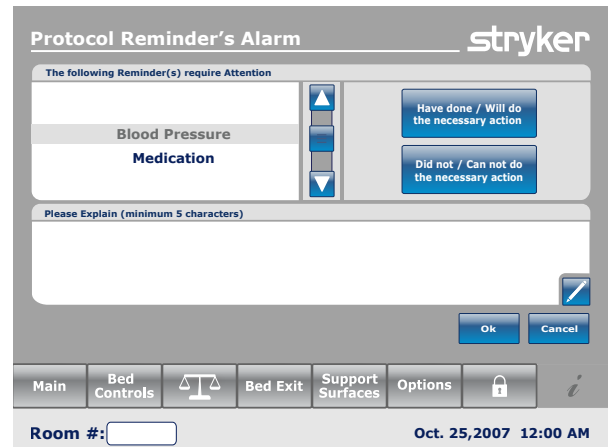 Protocol Reminder's Alarm
stryker
The following Reminder(s) require Attention
Blood Pressure
Medication
Have done / Will do
the necessary action
Did not / Can not do
the necessary action
Please Explain (minimum 5 characters)
Ok
Cancel
Main
Bed
Controls
Bed Exit
Support
Surfaces
Options
i
Room #:
Oct. 25,2007 12:00 AM